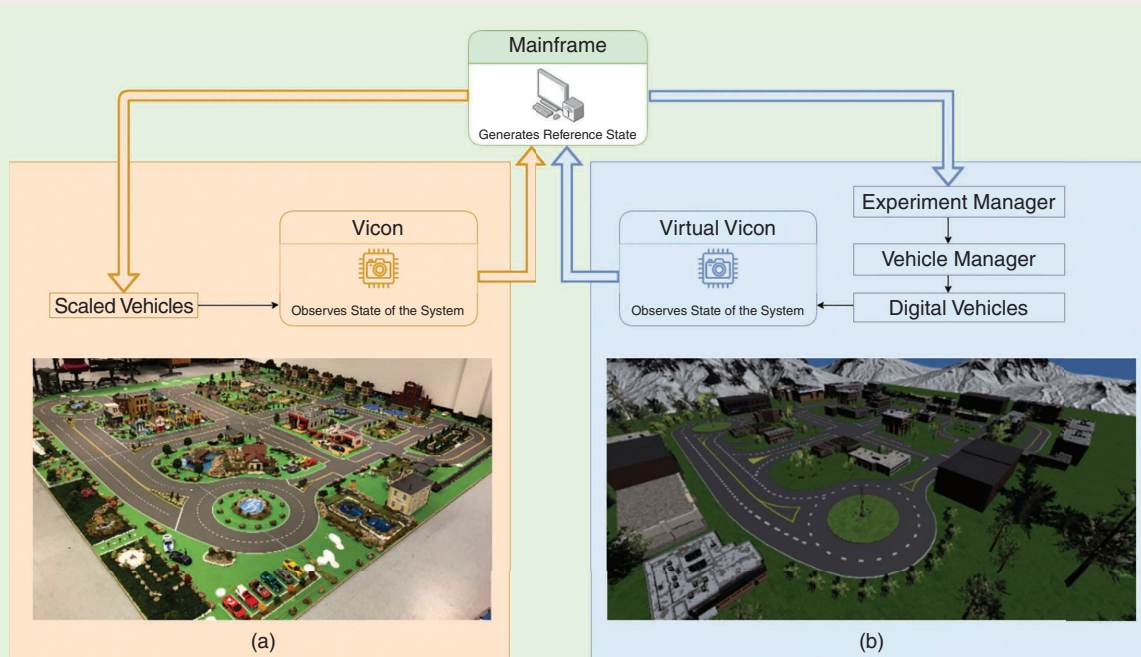 Mainframe
Generates Reference State
Vicon
Observes State of the System
Scaled Vehicles
Virtual Vicon
Observes State of the System
Experiment Manager
Vehicle Manager
Digital Vehicles
(a)
(b)